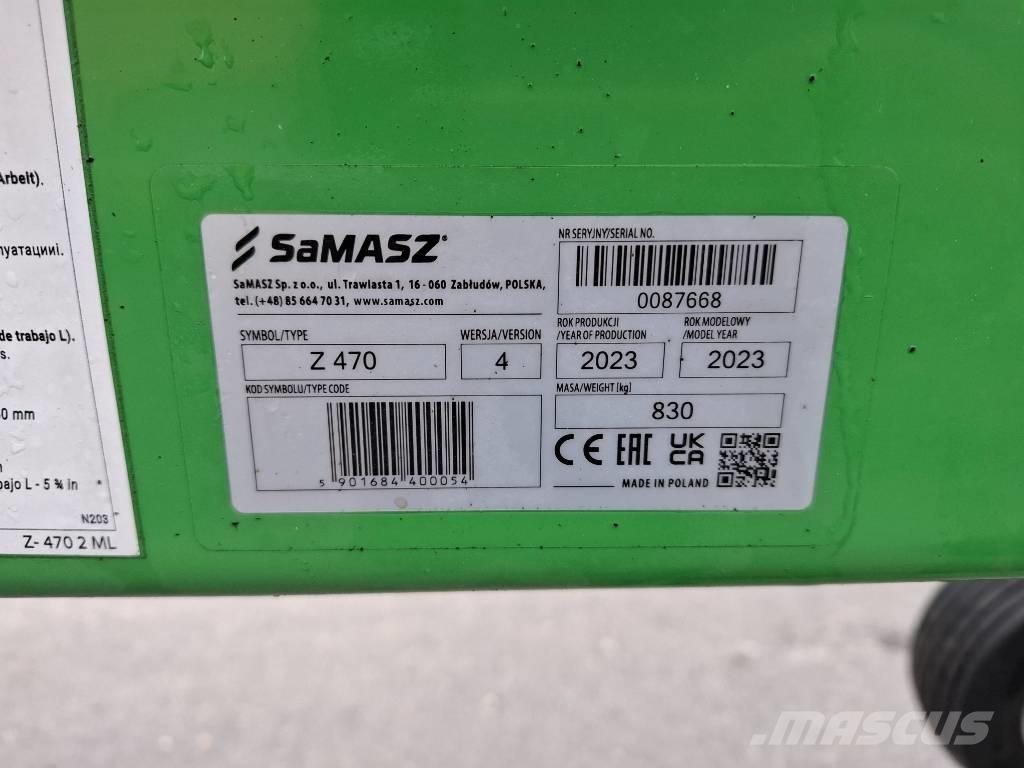 Arbeit).
луатацииi.
de trabajo L).
s.
0 mm
bajo L - 5 ¾ in
N203
Z- 470 2 ML
SaMASZ
SaMASZ Sp. z o.o., ul. Trawiasta 1, 16 - 060 Zabłudów, POLSKA,
tel. (+48) 85 664 70 31, www.samasz.com
NR SERYJNY/SERIAL NO.
0087668
SYMBOL/TYPE
Z 470
WERSJA/VERSION
4
ROK PRODUKCJI
/YEAR OF PRODUCTION
2023
ROK MODELOWY
/MODEL YEAR
2023
KOD SYMBOLU/TYPE CODE
5 901684 400054
MASA/WEIGHT [kg]
830
CE EAC UK
CA
MADE IN POLAND
MASCUS